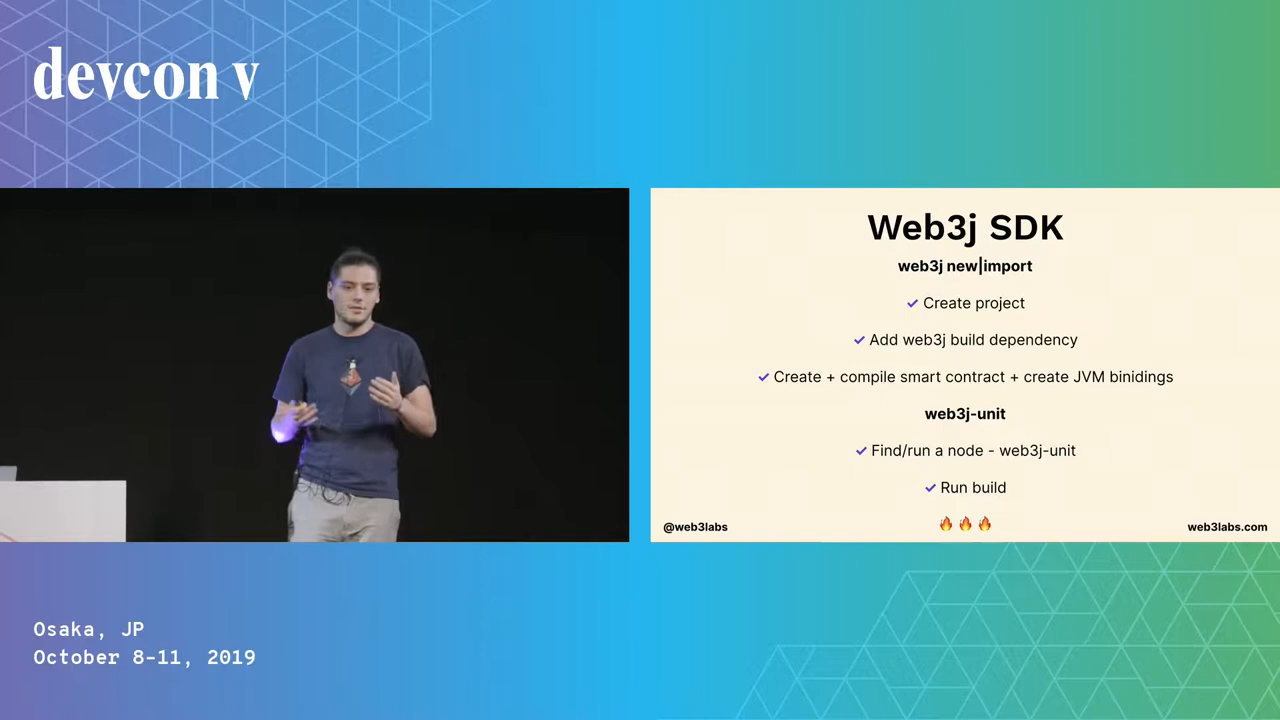 devcon v
Web3j SDK
web3j new|import
✓ Create project
✓ Add web3j build dependency
✓ Create + compile smart contract + create JVM binidings
web3j-unit
✓ Find/run a node - web3j-unit
✓ Run build
🔥🔥🔥
@web3labs
web3labs.com
Osaka, JP
October 8-11, 2019